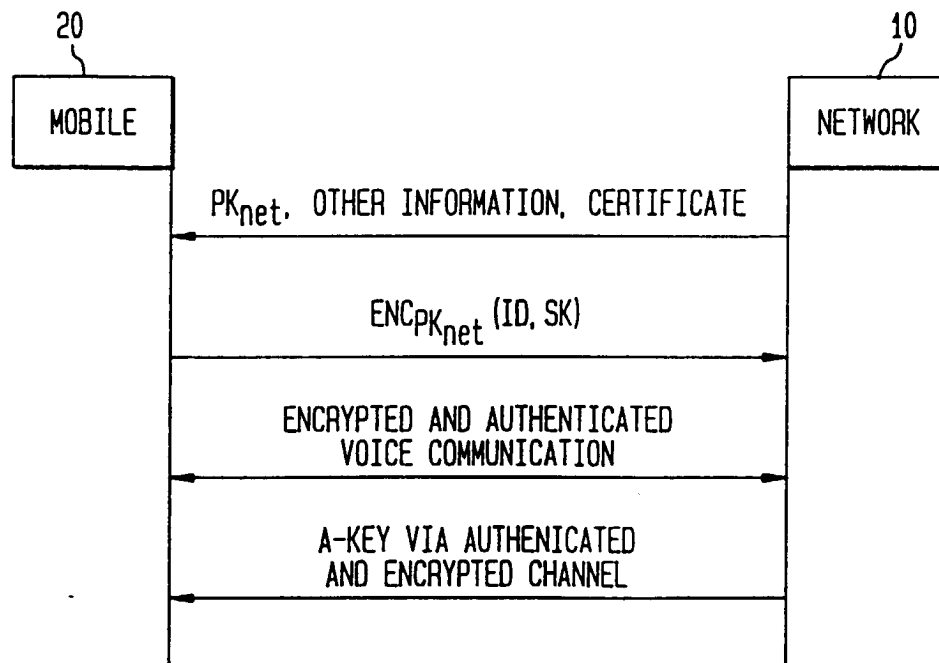 20
10
MOBILE
NETWORK
PKnet, OTHER INFORMATION, CERTIFICATE
ENCPKnet (ID, SK)
ENCRYPTED AND AUTHENTICATED
VOICE COMMUNICATION
A-KEY VIA AUTHENICATED
AND ENCRYPTED CHANNEL